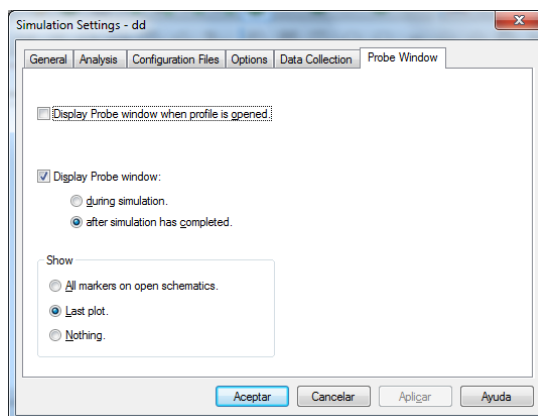 Simulation Settings - dd
General Analysis Configuration Files Options Data Collection Probe Window
Display Probe window when profile is opened.
Display Probe window:
during simulation.
after simulation has completed.
Show
All markers on open schematics.
Last plot.
Nothing.
Aceptar Cancelar Aplicar Ayuda